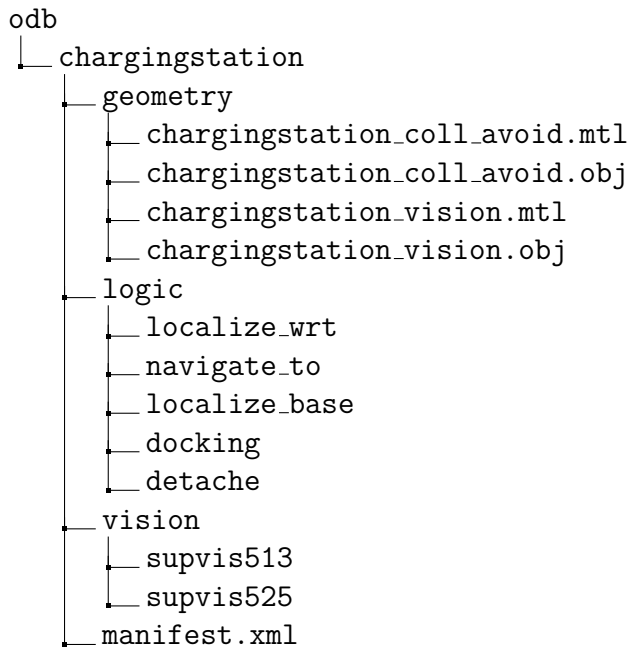 odb
chargingstation
geometry
chargingstation_coll_avoid.mtl
chargingstation_coll_avoid.obj
chargingstation_vision.mtl
chargingstation_vision.obj
logic
localize_wrt
navigate_to
localize_base
docking
detache
vision
supvis513
supvis525
manifest.xml